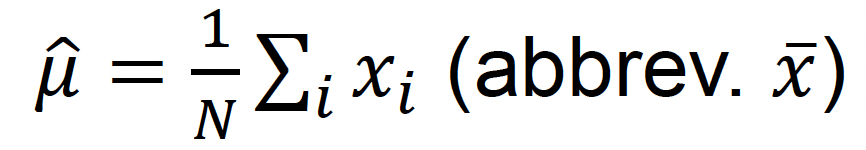 μ̂ = 1/N ∑ᵢ xᵢ (abbrev. x̄)